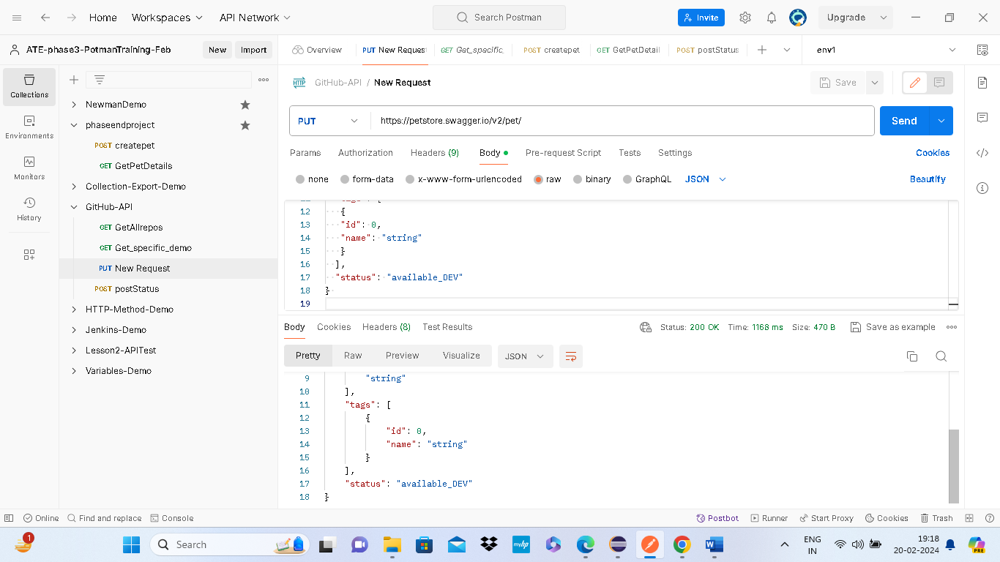 Home Workspaces API Network Search Postman Invite Upgrade
ATE-phase3-PotmanTraining-Feb New Import Overview PUT New Reques GET Get_specific_ POST createpet GET GetPetDetail POST postStatus env1
Collections
Environments
Monitors
History
NewmanDemo
phaseendproject
POST createpet
GET GetPetDetails
Collection-Export-Demo
GitHub-API
GET GetAllrepos
GET Get_specific_demo
PUT New Request
POST postStatus
HTTP-Method-Demo
Jenkins-Demo
Lesson2-APITest
Variables-Demo
HTTP GitHub-API / New Request Save
PUT https://petstore.swagger.io/v2/pet/ Send
Params Authorization Headers (9) Body Pre-request Script Tests Settings Cookies
none form-data x-www-form-urlencoded raw binary GraphQL JSON Beautify
12 {
13 "id": 0,
14 "name": "string"
15 }
16 ],
17 "status": "available_DEV"
18 }
19
Body Cookies Headers (8) Test Results Status: 200 OK Time: 1168 ms Size: 470 B Save as example
Pretty Raw Preview Visualize JSON
9 "string"
10 ],
11 "tags": [
12 {
13 "id": 0,
14 "name": "string"
15 }
16 ],
17 "status": "available_DEV"
18 }
Online Find and replace Console Postbot Runner Start Proxy Cookies Trash
1 Search myhp W ENG 19:18
IN 20-02-2024 PRE